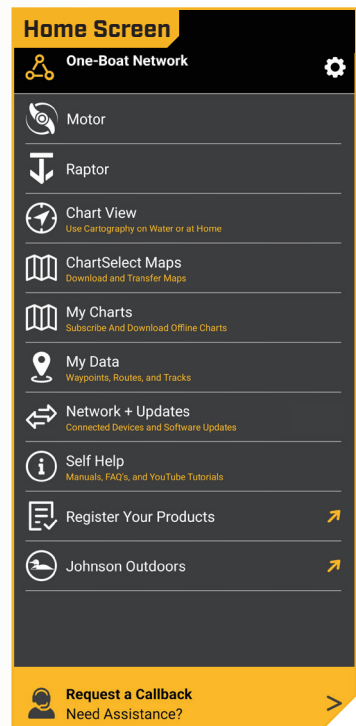 Home Screen
One-Boat Network
Motor
Raptor
Chart View
Use Cartography on Water or at Home
ChartSelect Maps
Download and Transfer Maps
My Charts
Subscribe And Download Offline Charts
My Data
Waypoints, Routes, and Tracks
Network + Updates
Connected Devices and Software Updates
Self Help
Manuals, FAQ's, and YouTube Tutorials
Register Your Products
Johnson Outdoors
Request a Callback
Need Assistance?